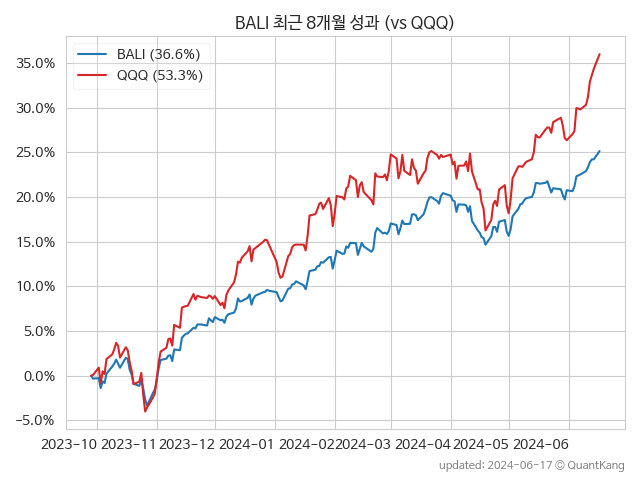 BALI 최근 8개월 성과 (vs QQQ)
BALI (36.6%)
QQQ (53.3%)
35.0%
30.0%
25.0%
20.0%
15.0%
10.0%
5.0%
0.0%
−5.0%
2023-10 2023-11 2023-12 2024-01 2024-02 2024-03 2024-04 2024-05 2024-06
updated: 2024-06-17 © QuantKang